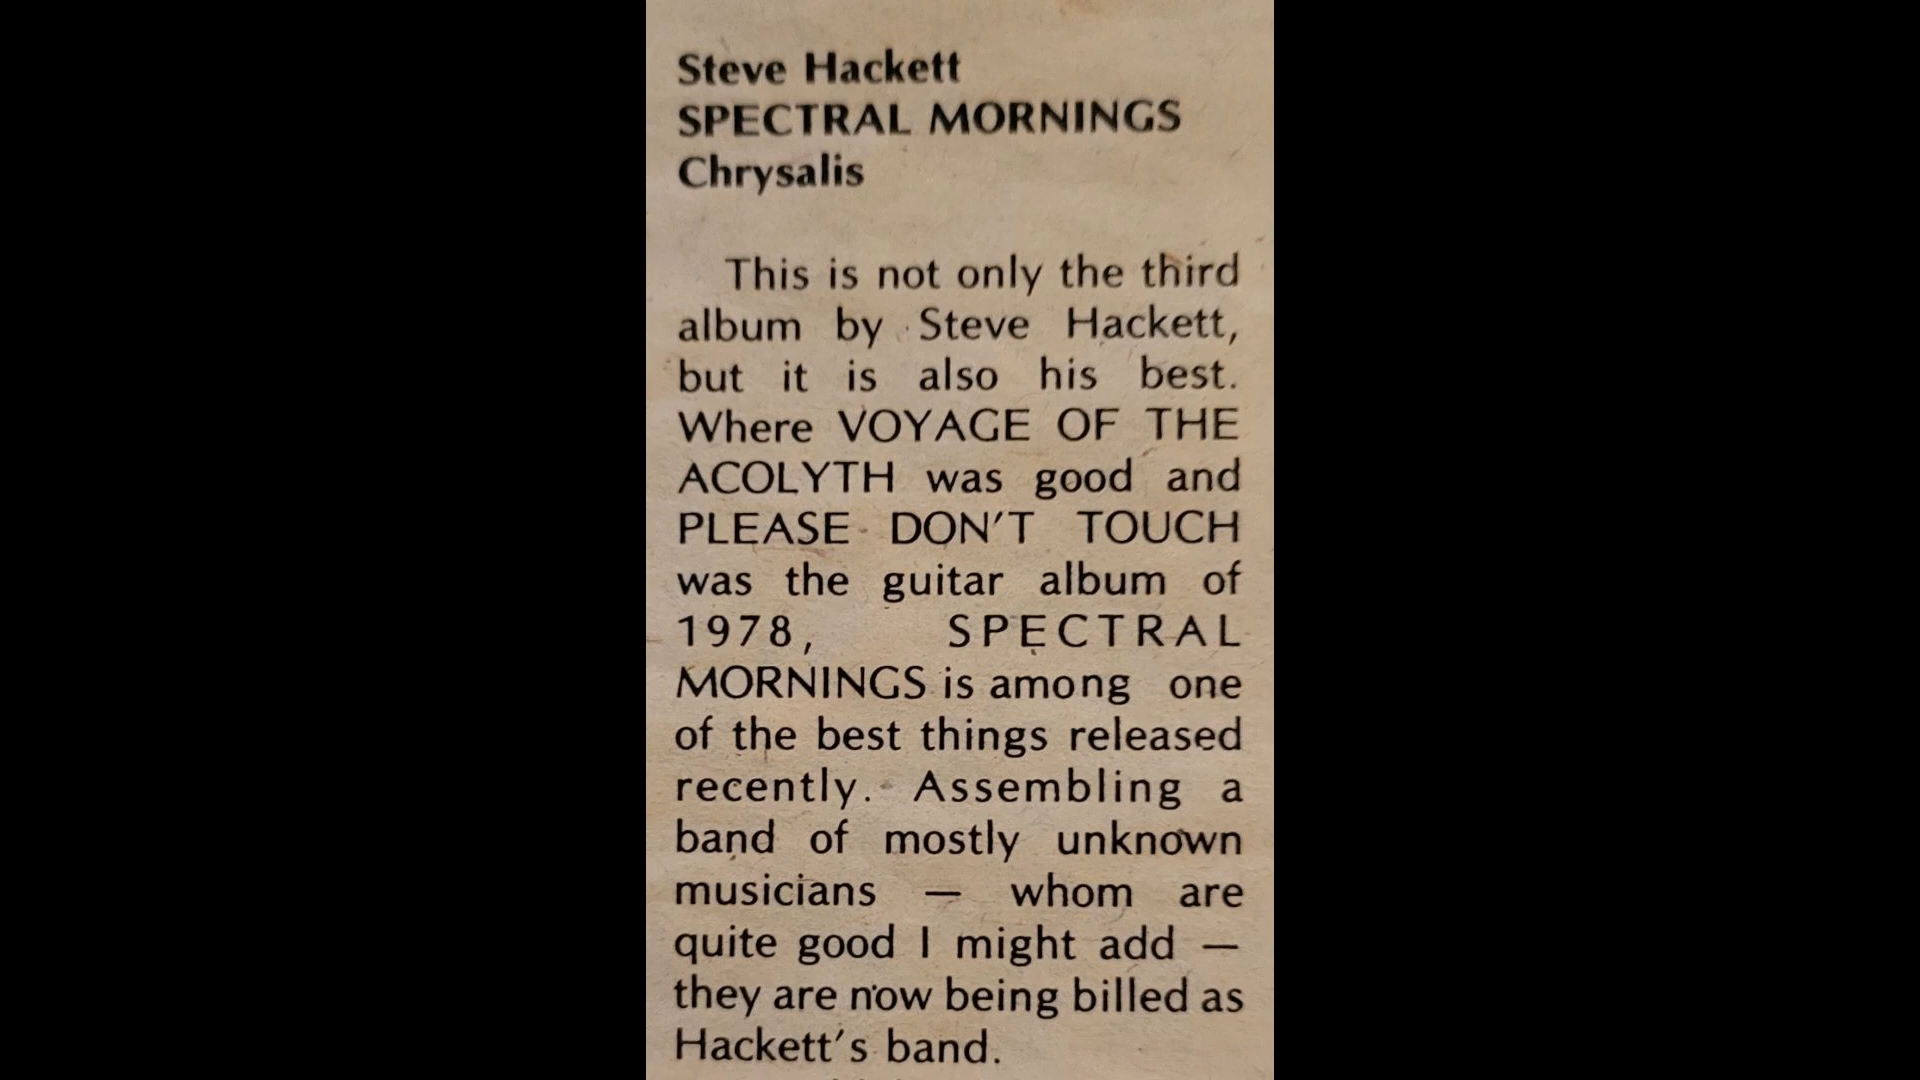 Steve Hackett
SPECTRAL MORNINGS
Chrysalis
This is not only the third
album by Steve Hackett,
but it is also his best.
Where VOYAGE OF THE
ACOLYTH was good and
PLEASE DON'T TOUCH
was the guitar album of
1978, SPECTRAL
MORNINGS is among one
of the best things released
recently. Assembling a
band of mostly unknown
musicians — whom are
quite good I might add —
they are now being billed as
Hackett's band.